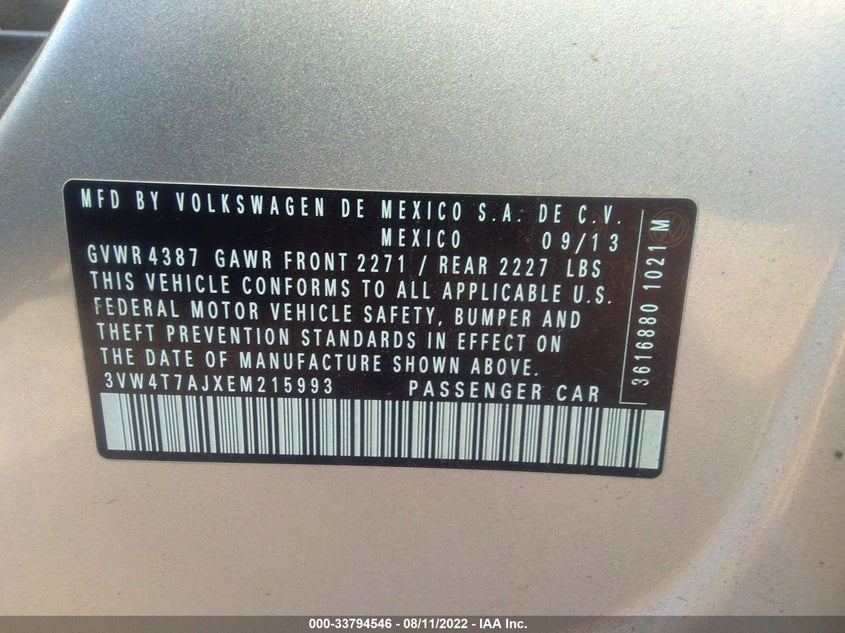 MFD BY VOLKSWAGEN DE MEXICO S.A. DE C.V.
MEXICO 09/13
GVWR 4387 GAWR FRONT 2271 / REAR 2227 LBS
THIS VEHICLE CONFORMS TO ALL APPLICABLE U.S.
FEDERAL MOTOR VEHICLE SAFETY, BUMPER AND
THEFT PREVENTION STANDARDS IN EFFECT ON
THE DATE OF MANUFACTURE SHOWN ABOVE.
3VW4T7AJXEM215993 PASSENGER CAR
3616880 1021 M
000-33794546 - 08/11/2022 - IAA Inc.